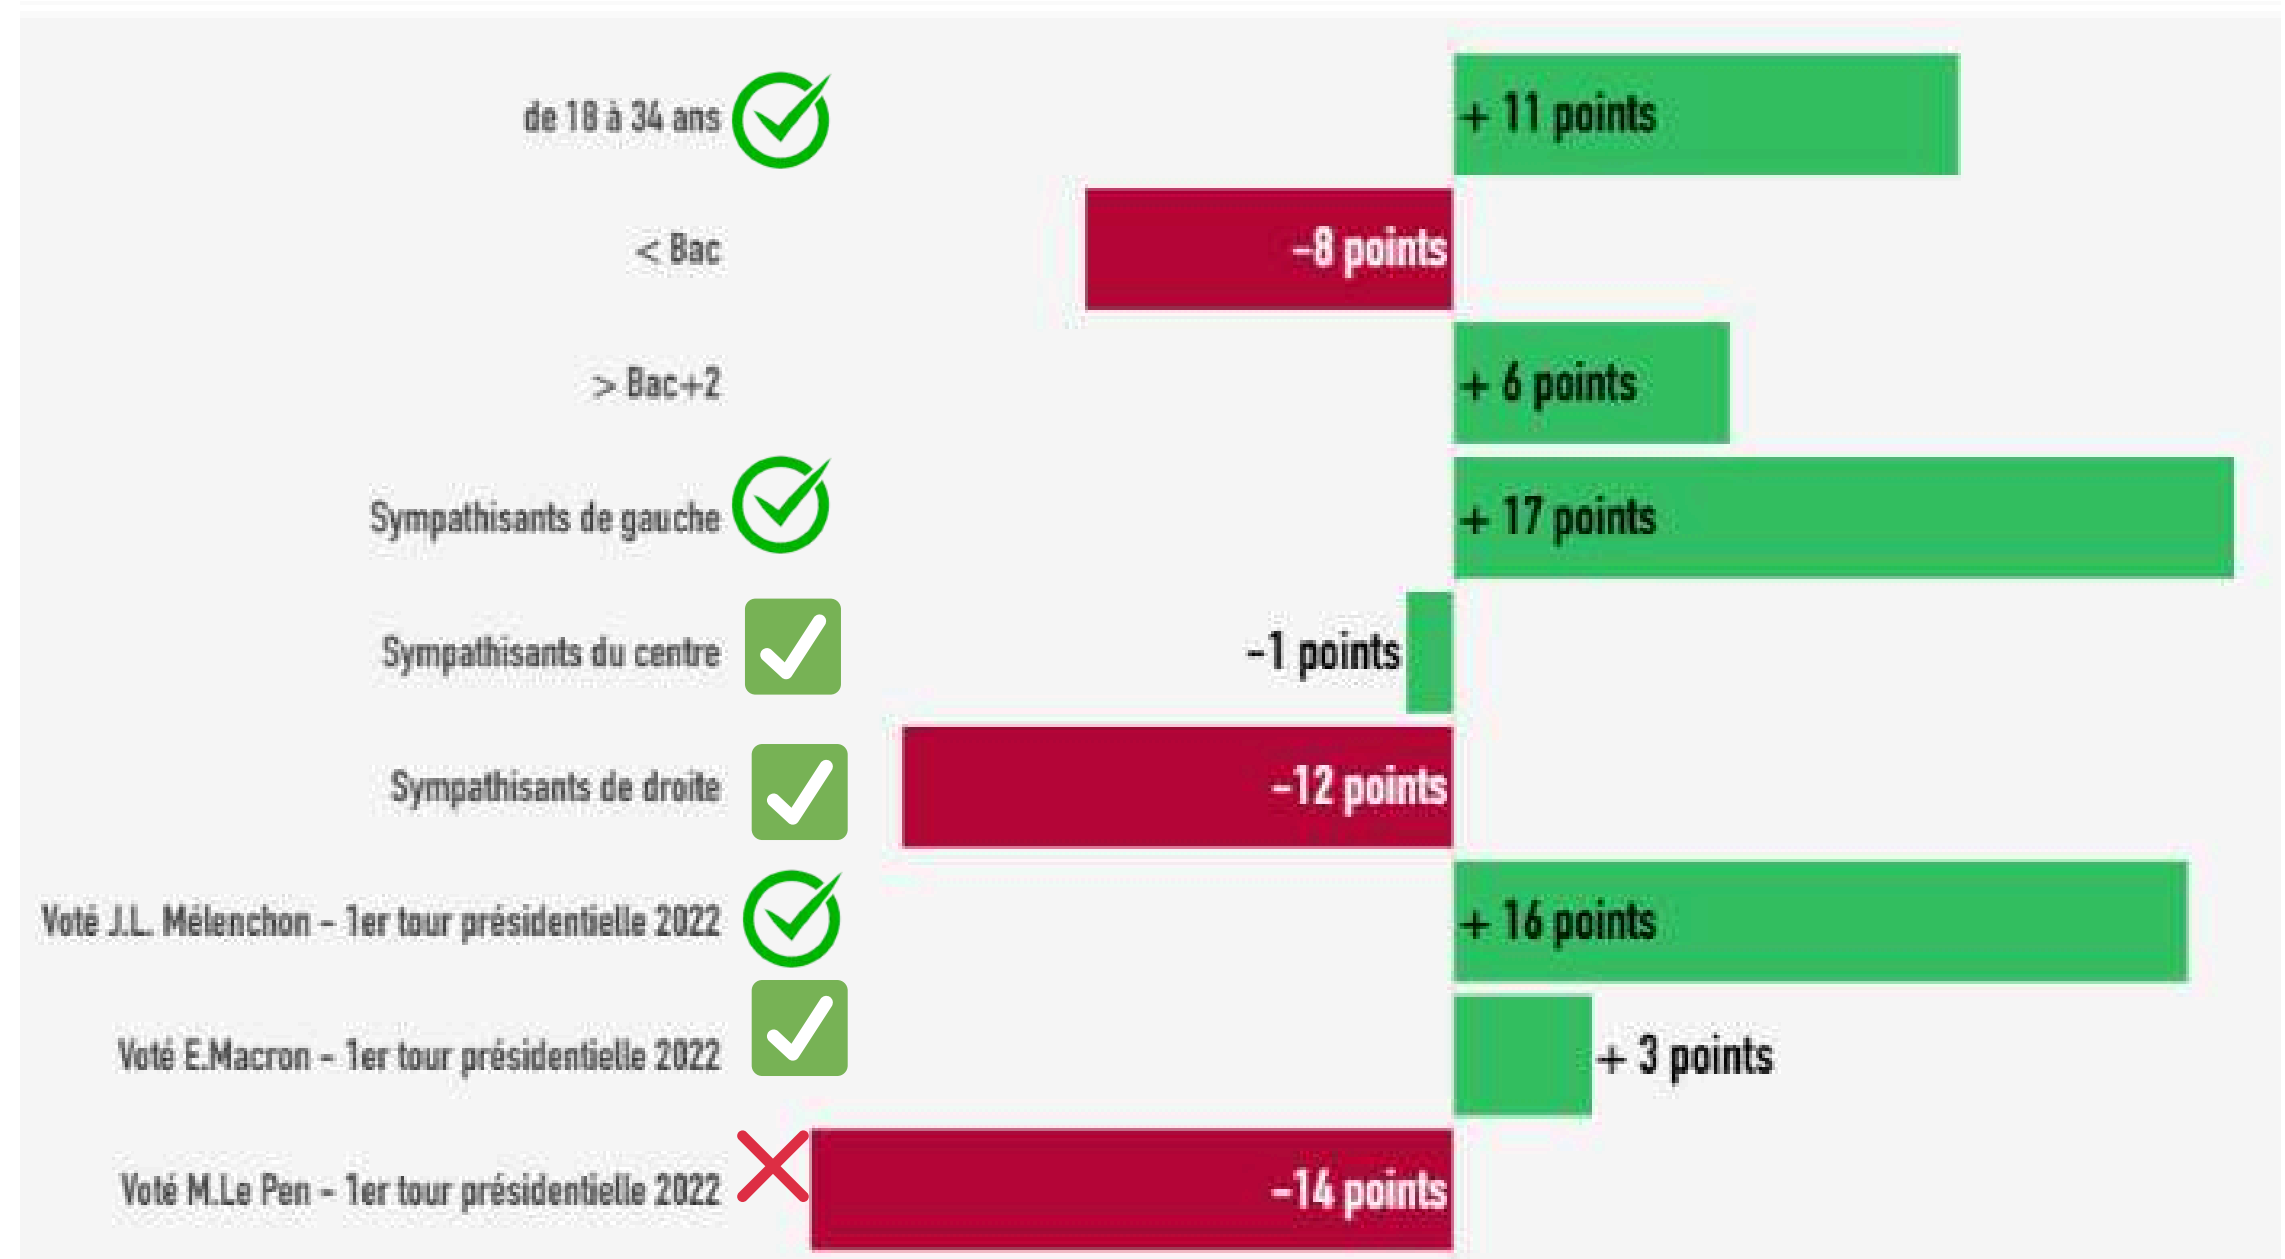 de 18 à 34 ans + 11 points
< Bac -8 points
> Bac+2 + 6 points
Sympathisants de gauche + 17 points
Sympathisants du centre -1 points
Sympathisants de droite -12 points
Voté J.L. Mélenchon - 1er tour présidentielle 2022 + 16 points
Voté E.Macron - 1er tour présidentielle 2022 + 3 points
Voté M.Le Pen - 1er tour présidentielle 2022 -14 points